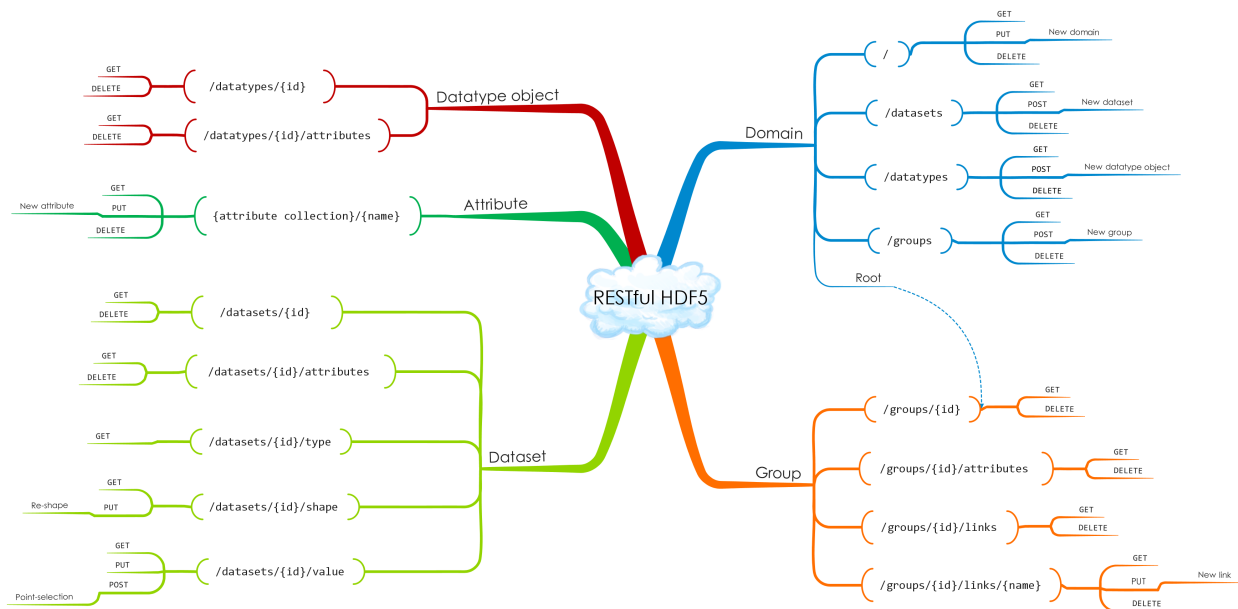 RESTful HDF5
Datatype object
/datatypes/{id}
GET
DELETE
/datatypes/{id}/attributes
GET
DELETE
Attribute
{attribute collection}/{name}
GET
PUT
New attribute
DELETE
Dataset
/datasets/{id}
GET
DELETE
/datasets/{id}/attributes
GET
DELETE
/datasets/{id}/type
GET
/datasets/{id}/shape
GET
PUT
Re-shape
/datasets/{id}/value
GET
PUT
POST
Point-selection
Domain
/
GET
PUT
New domain
DELETE
/datasets
GET
POST
New dataset
DELETE
/datatypes
GET
POST
New datatype object
DELETE
/groups
GET
POST
New group
DELETE
Root
Group
/groups/{id}
GET
DELETE
/groups/{id}/attributes
GET
DELETE
/groups/{id}/links
GET
DELETE
/groups/{id}/links/{name}
GET
PUT
New link
DELETE